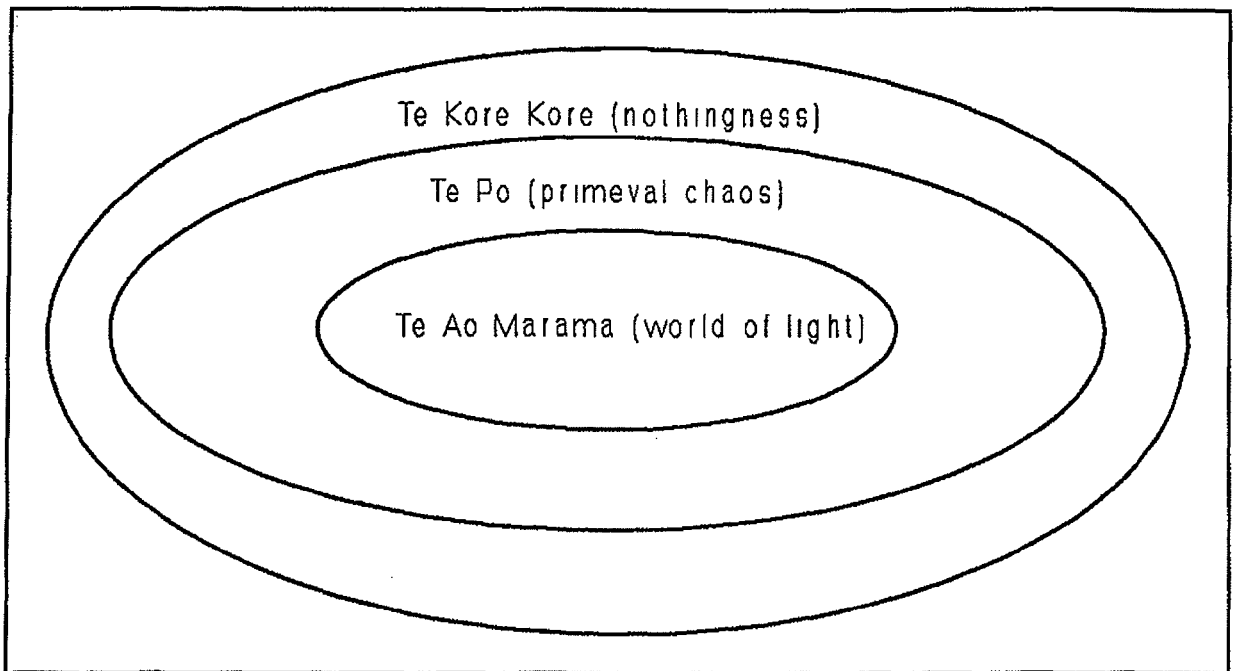 Te Kore Kore (nothingness)
Te Po (primeval chaos)
Te Ao Marama (world of light)